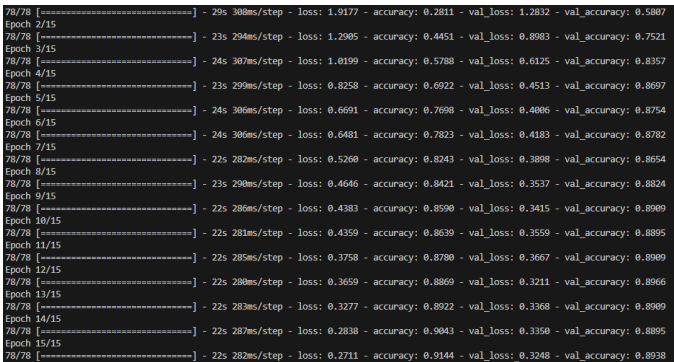 78/78 [==============================] - 29s 308ms/step - loss: 1.9177 - accuracy: 0.2811 - val_loss: 1.2832 - val_accuracy: 0.5807
Epoch 2/15
78/78 [==============================] - 23s 294ms/step - loss: 1.2905 - accuracy: 0.4451 - val_loss: 0.8983 - val_accuracy: 0.7521
Epoch 3/15
78/78 [==============================] - 24s 307ms/step - loss: 1.0199 - accuracy: 0.5788 - val_loss: 0.6125 - val_accuracy: 0.8357
Epoch 4/15
78/78 [==============================] - 23s 299ms/step - loss: 0.8258 - accuracy: 0.6922 - val_loss: 0.4513 - val_accuracy: 0.8697
Epoch 5/15
78/78 [==============================] - 24s 306ms/step - loss: 0.6691 - accuracy: 0.7698 - val_loss: 0.4006 - val_accuracy: 0.8754
Epoch 6/15
78/78 [==============================] - 24s 306ms/step - loss: 0.6481 - accuracy: 0.7823 - val_loss: 0.4183 - val_accuracy: 0.8782
Epoch 7/15
78/78 [==============================] - 22s 282ms/step - loss: 0.5260 - accuracy: 0.8243 - val_loss: 0.3898 - val_accuracy: 0.8654
Epoch 8/15
78/78 [==============================] - 23s 290ms/step - loss: 0.4646 - accuracy: 0.8421 - val_loss: 0.3537 - val_accuracy: 0.8824
Epoch 9/15
78/78 [==============================] - 22s 286ms/step - loss: 0.4383 - accuracy: 0.8590 - val_loss: 0.3415 - val_accuracy: 0.8909
Epoch 10/15
78/78 [==============================] - 22s 281ms/step - loss: 0.4359 - accuracy: 0.8639 - val_loss: 0.3559 - val_accuracy: 0.8895
Epoch 11/15
78/78 [==============================] - 22s 285ms/step - loss: 0.3758 - accuracy: 0.8780 - val_loss: 0.3667 - val_accuracy: 0.8909
Epoch 12/15
78/78 [==============================] - 22s 280ms/step - loss: 0.3659 - accuracy: 0.8869 - val_loss: 0.3211 - val_accuracy: 0.8966
Epoch 13/15
78/78 [==============================] - 22s 283ms/step - loss: 0.3277 - accuracy: 0.8922 - val_loss: 0.3368 - val_accuracy: 0.8909
Epoch 14/15
78/78 [==============================] - 22s 287ms/step - loss: 0.2838 - accuracy: 0.9043 - val_loss: 0.3350 - val_accuracy: 0.8895
Epoch 15/15
78/78 [==============================] - 22s 282ms/step - loss: 0.2711 - accuracy: 0.9144 - val_loss: 0.3248 - val_accuracy: 0.8938